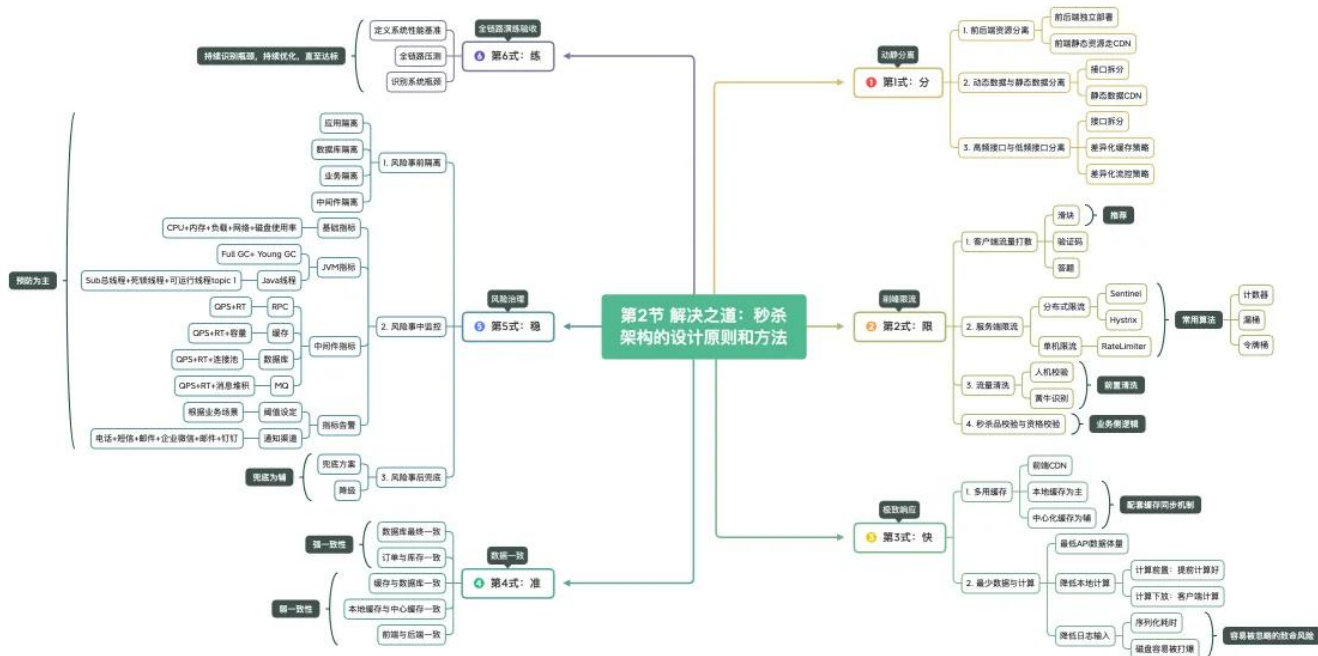 第2节 解决之道：秒杀
架构的设计原则和方法
动静分离
1 第1式：分
1. 前后端资源分离
前后端独立部署
前端静态资源走CDN
2. 动态数据与静态数据分离
接口拆分
静态数据CDN
3. 高频接口与低频接口分离
接口拆分
差异化缓存策略
差异化流控策略
削峰限流
2 第2式：限
1. 客户端流量打散
滑块
推荐
验证码
答题
2. 服务端限流
分布式限流
Sentinel
Hystrix
单机限流
RateLimiter
常用算法
计数器
漏桶
令牌桶
3. 流量清洗
人机校验
黄牛识别
前置清洗
4. 秒杀品校验与资格校验
业务侧逻辑
极致响应
3 第3式：快
1. 多用缓存
前端CDN
本地缓存为主
中心化缓存为辅
配套缓存同步机制
2. 最少数据与计算
最低API数据体量
降低本地计算
计算前置：提前计算好
计算下放：客户端计算
降低日志输入
序列化耗时
磁盘容易被打爆
容易被忽略的致命风险
数据一致
4 第4式：准
数据库最终一致
订单与库存一致
强一致性
缓存与数据库一致
本地缓存与中心缓存一致
前端与后端一致
弱一致性
风险治理
5 第5式：稳
1. 风险事前隔离
应用隔离
数据库隔离
业务隔离
中间件隔离
2. 风险事中监控
基础指标
CPU+内存+负载+网络+磁盘使用率
JVM指标
Full GC+ Young GC
Java线程
Sub总线程+死锁线程+可运行线程topic 1
中间件指标
RPC
QPS+RT
缓存
QPS+RT+容量
数据库
QPS+RT+连接池
MQ
QPS+RT+消息堆积
指标告警
阈值设定
根据业务场景
通知渠道
电话+短信+邮件+企业微信+邮件+钉钉
预防为主
3. 风险事后兜底
兜底方案
降级
兜底为辅
全链路演练验收
6 第6式：练
定义系统性能基准
全链路压测
识别系统瓶颈
持续识别瓶颈，持续优化，直至达标